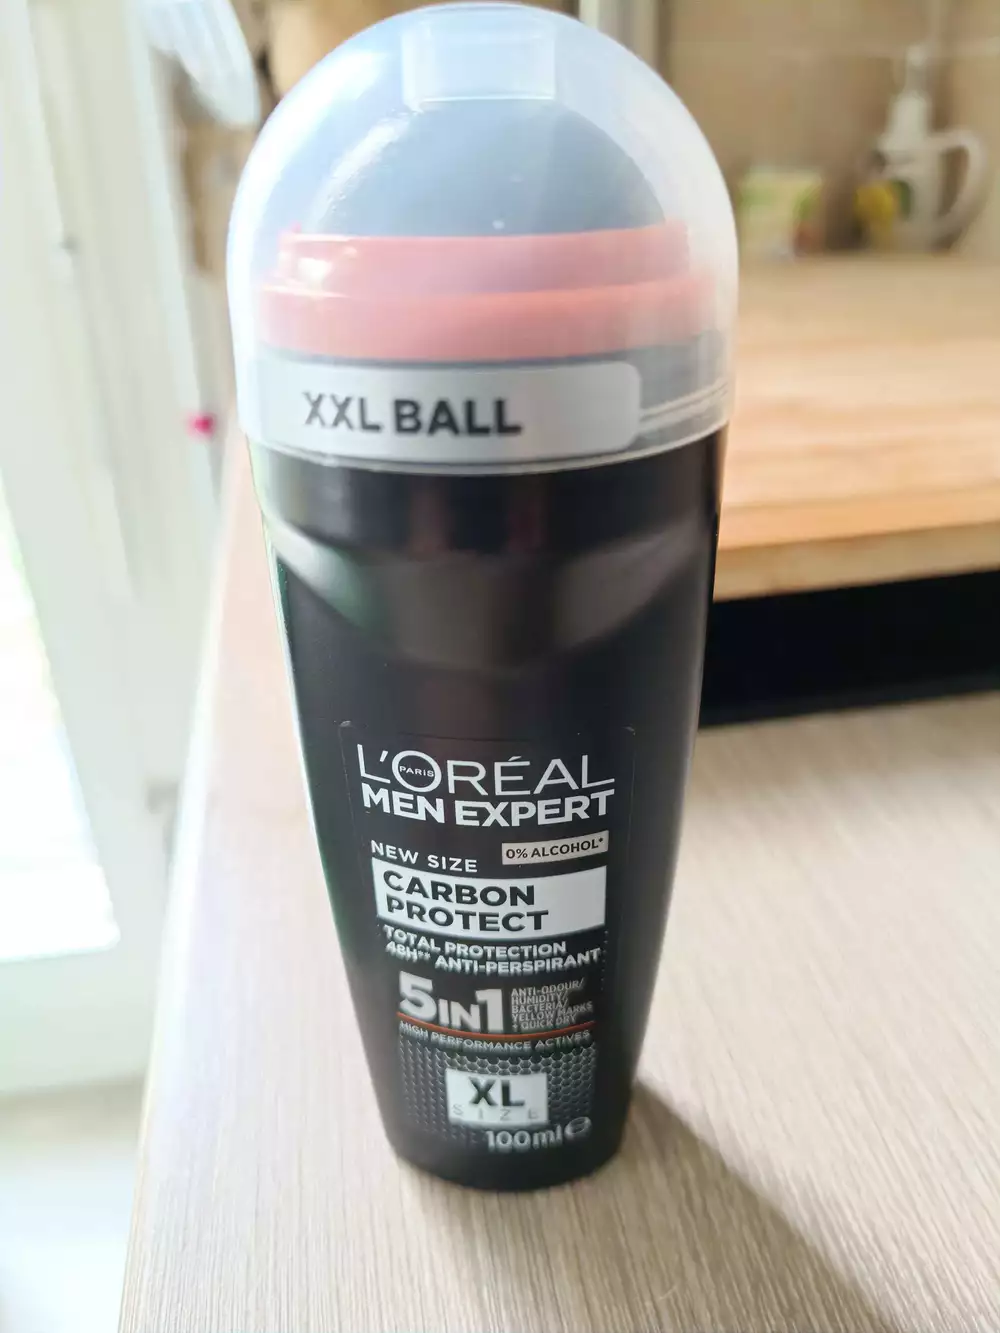 XXL BALL
L'ORÉAL
PARIS
MEN EXPERT
NEW SIZE
0% ALCOHOL*
CARBON
PROTECT
TOTAL PROTECTION
48H** ANTI-PERSPIRANT
5IN1
ANTI-ODOUR/
HUMIDITY/
BACTERIA/
YELLOW MARKS
+ QUICK DRY
HIGH PERFORMANCE ACTIVES
XL
SIZE
100ml e